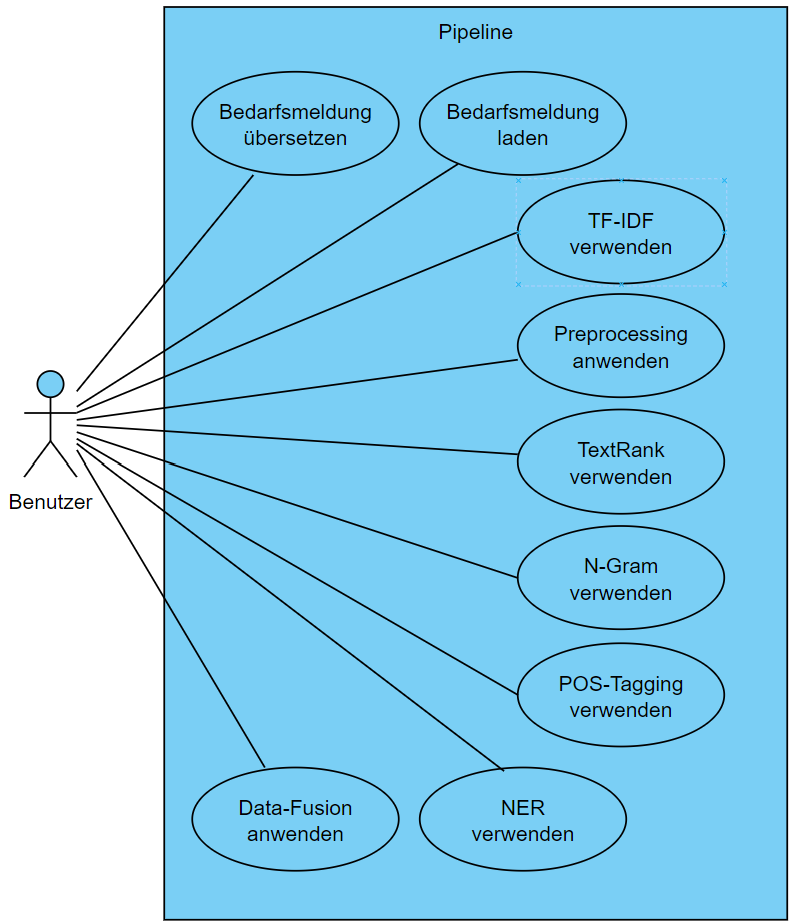 Pipeline
Bedarfsmeldung
übersetzen
Bedarfsmeldung
laden
TF-IDF
verwenden
Preprocessing
anwenden
TextRank
verwenden
N-Gram
verwenden
POS-Tagging
verwenden
Data-Fusion
anwenden
NER
verwenden
Benutzer